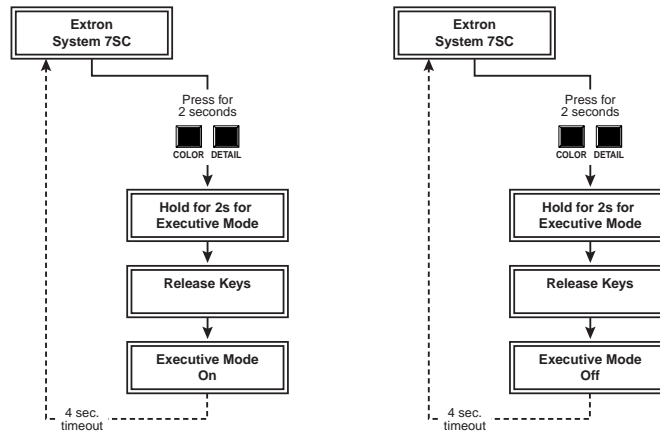 Extron
System 7SC
Press for
2 seconds
COLOR DETAIL
Hold for 2s for
Executive Mode
Release Keys
Executive Mode
On
4 sec.
timeout
Extron
System 7SC
Press for
2 seconds
COLOR DETAIL
Hold for 2s for
Executive Mode
Release Keys
Executive Mode
Off
4 sec.
timeout